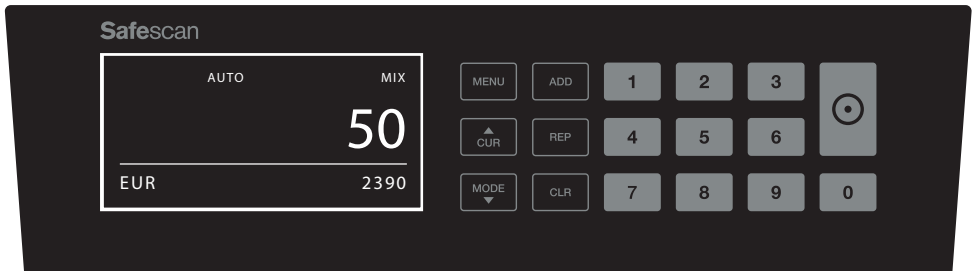 Safescan
AUTO MIX
50
EUR 2390
MENU ADD 1 2 3
CUR REP 4 5 6
MODE CLR 7 8 9 0